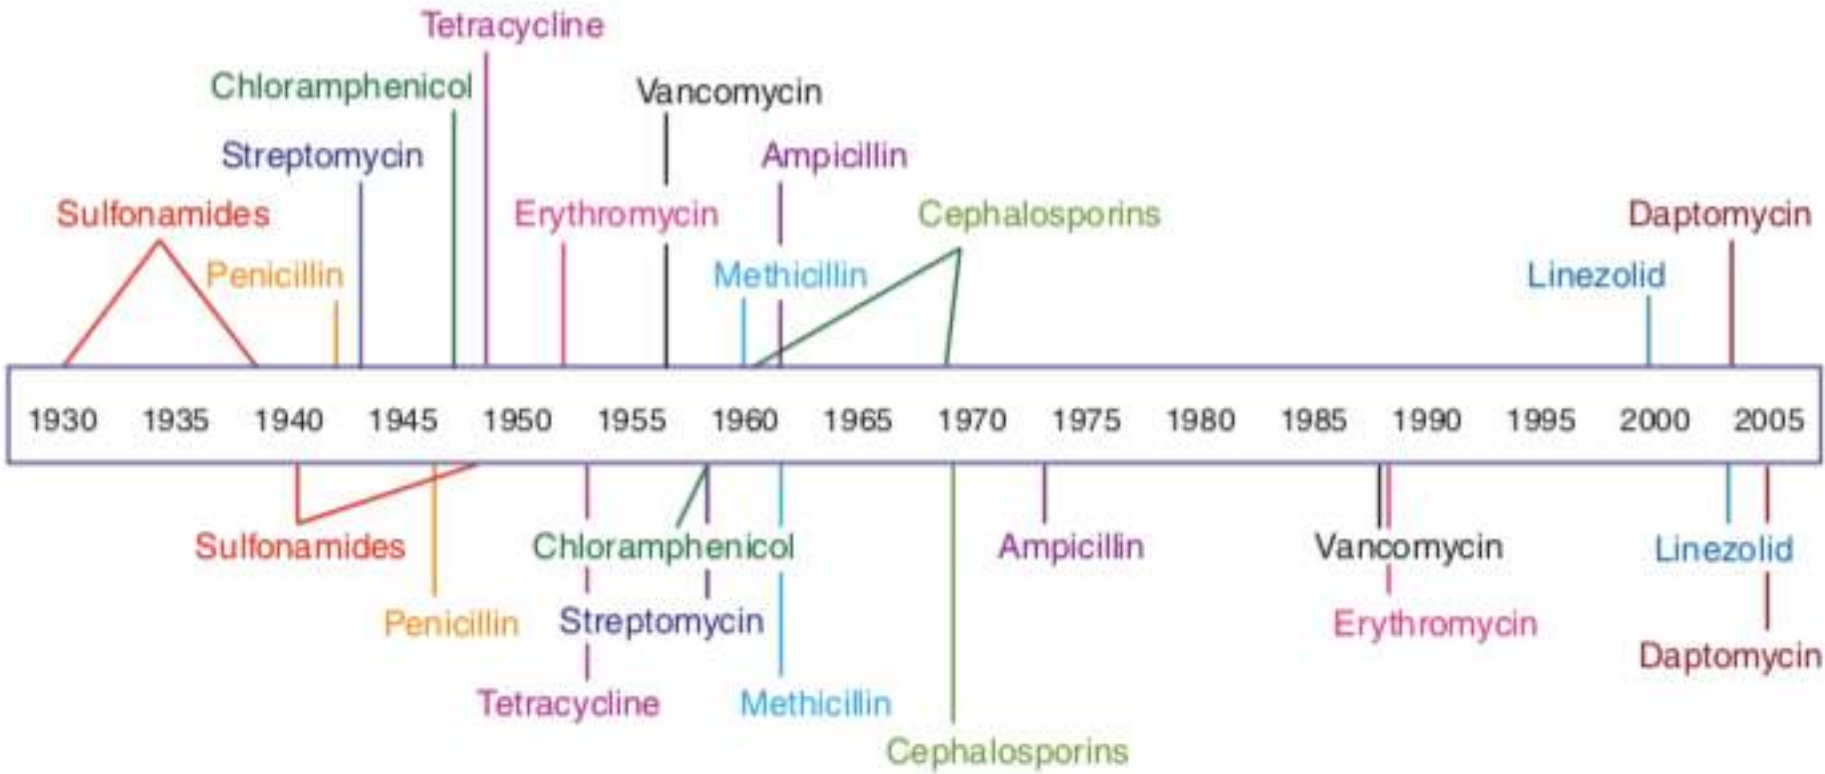 Tetracycline
Chloramphenicol
Vancomycin
Streptomycin
Ampicillin
Sulfonamides
Erythromycin
Cephalosporins
Daptomycin
Penicillin
Methicillin
Linezolid
1930 1935 1940 1945 1950 1955 1960 1965 1970 1975 1980 1985 1990 1995 2000 2005
Sulfonamides
Chloramphenicol
Ampicillin
Vancomycin
Linezolid
Penicillin
Streptomycin
Erythromycin
Daptomycin
Tetracycline
Methicillin
Cephalosporins